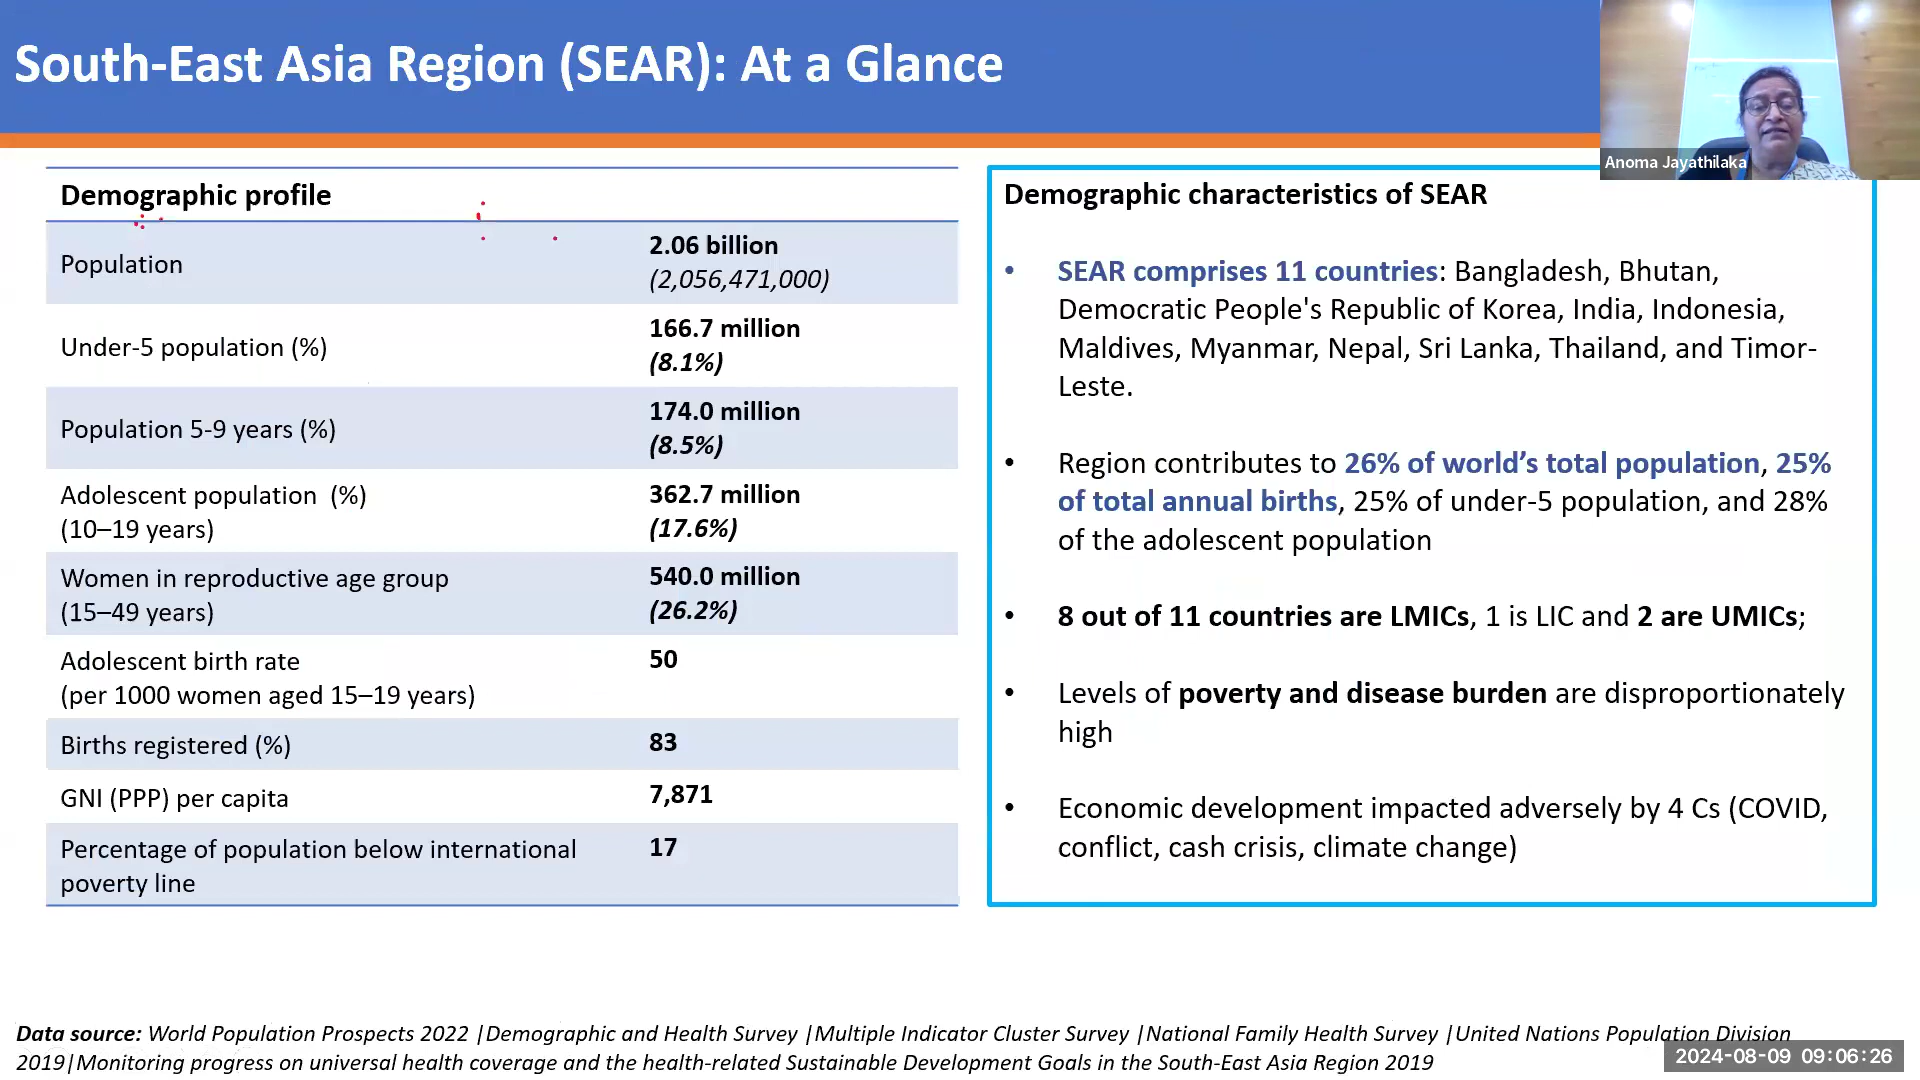 South-East Asia Region (SEAR): At a Glance
Anoma Jayathilaka
Demographic profile
Population
2.06 billion
(2,056,471,000)
Under-5 population (%)
166.7 million
(8.1%)
Population 5-9 years (%)
174.0 million
(8.5%)
Adolescent population (%)
(10–19 years)
362.7 million
(17.6%)
Women in reproductive age group
(15–49 years)
540.0 million
(26.2%)
Adolescent birth rate
(per 1000 women aged 15–19 years)
50
Births registered (%)
83
GNI (PPP) per capita
7,871
Percentage of population below international
poverty line
17
Demographic characteristics of SEAR
• SEAR comprises 11 countries: Bangladesh, Bhutan,
Democratic People's Republic of Korea, India, Indonesia,
Maldives, Myanmar, Nepal, Sri Lanka, Thailand, and Timor-
Leste.
• Region contributes to 26% of world’s total population, 25%
of total annual births, 25% of under-5 population, and 28%
of the adolescent population
• 8 out of 11 countries are LMICs, 1 is LIC and 2 are UMICs;
• Levels of poverty and disease burden are disproportionately
high
• Economic development impacted adversely by 4 Cs (COVID,
conflict, cash crisis, climate change)
Data source: World Population Prospects 2022 |Demographic and Health Survey |Multiple Indicator Cluster Survey |National Family Health Survey |United Nations Population Division
2019|Monitoring progress on universal health coverage and the health-related Sustainable Development Goals in the South-East Asia Region 2019
2024-08-09 09:06:26